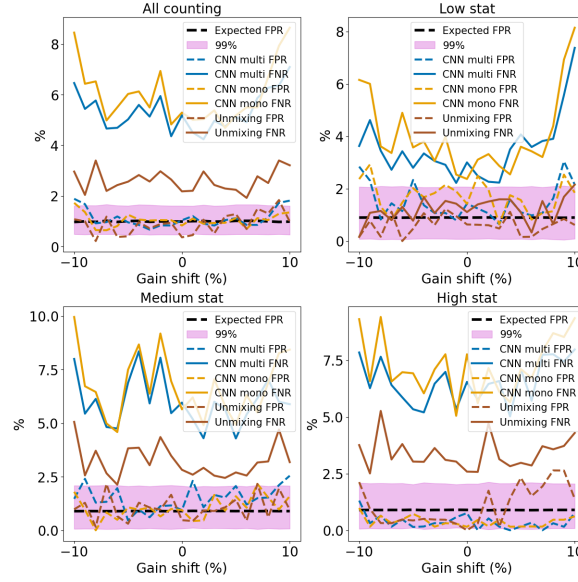 All counting
Low stat
Expected FPR
99%
CNN multi FPR
CNN multi FNR
CNN mono FPR
CNN mono FNR
Unmixing FPR
Unmixing FNR
Expected FPR
99%
CNN multi FPR
CNN multi FNR
CNN mono FPR
CNN mono FNR
Unmixing FPR
Unmixing FNR
8
6
4
2
0
%
8
6
4
2
0
%
−10
0
10
Gain shift (%)
−10
0
10
Gain shift (%)
Medium stat
High stat
Expected FPR
99%
CNN multi FPR
CNN multi FNR
CNN mono FPR
CNN mono FNR
Unmixing FPR
Unmixing FNR
Expected FPR
99%
CNN multi FPR
CNN multi FNR
CNN mono FPR
CNN mono FNR
Unmixing FPR
Unmixing FNR
10.0
7.5
5.0
2.5
0.0
%
7.5
5.0
2.5
0.0
%
−10
0
10
Gain shift (%)
−10
0
10
Gain shift (%)